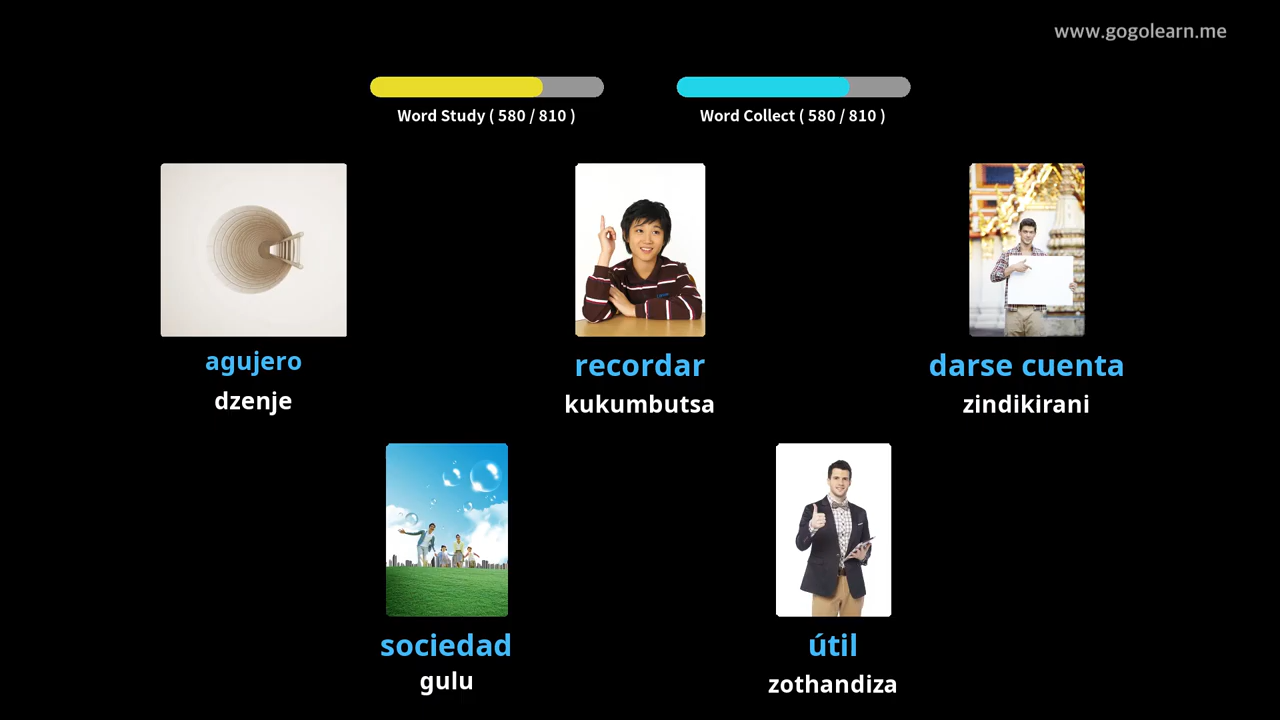 www.gogolearn.me
Word Study ( 580 / 810 )
Word Collect ( 580 / 810 )
agujero
dzenje
recordar
kukumbutsa
darse cuenta
zindikirani
sociedad
gulu
útil
zothandiza